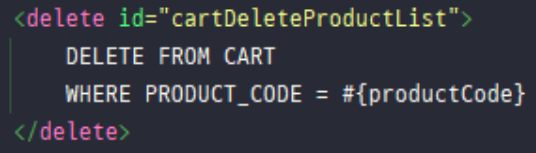 <delete id="cartDeleteProductList">
DELETE FROM CART
WHERE PRODUCT_CODE = #{productCode}
</delete>